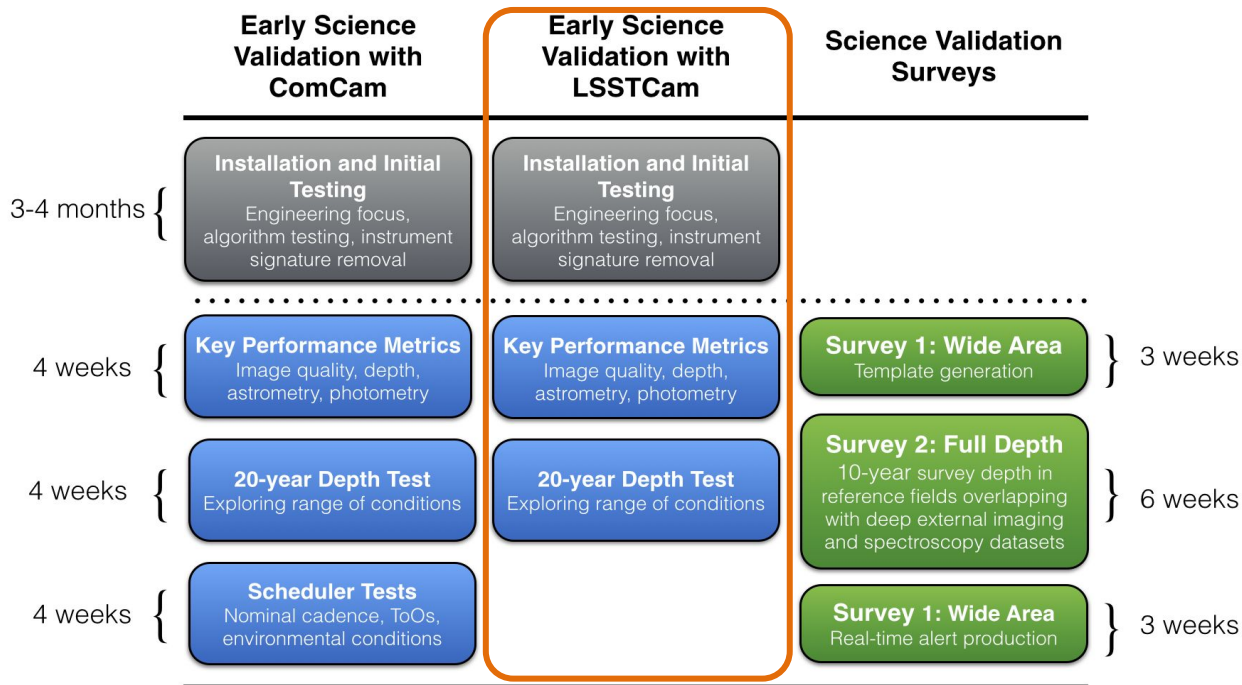 Early Science
Validation with
ComCam
Early Science
Validation with
LSSTCam
Science Validation
Surveys
3-4 months
Installation and Initial
Testing
Engineering focus,
algorithm testing, instrument
signature removal
Installation and Initial
Testing
Engineering focus,
algorithm testing, instrument
signature removal
4 weeks
Key Performance Metrics
Image quality, depth,
astrometry, photometry
Key Performance Metrics
Image quality, depth,
astrometry, photometry
Survey 1: Wide Area
Template generation
3 weeks
4 weeks
20-year Depth Test
Exploring range of conditions
20-year Depth Test
Exploring range of conditions
Survey 2: Full Depth
10-year survey depth in
reference fields overlapping
with deep external imaging
and spectroscopy datasets
6 weeks
4 weeks
Scheduler Tests
Nominal cadence, ToOs,
environmental conditions
Survey 1: Wide Area
Real-time alert production
3 weeks